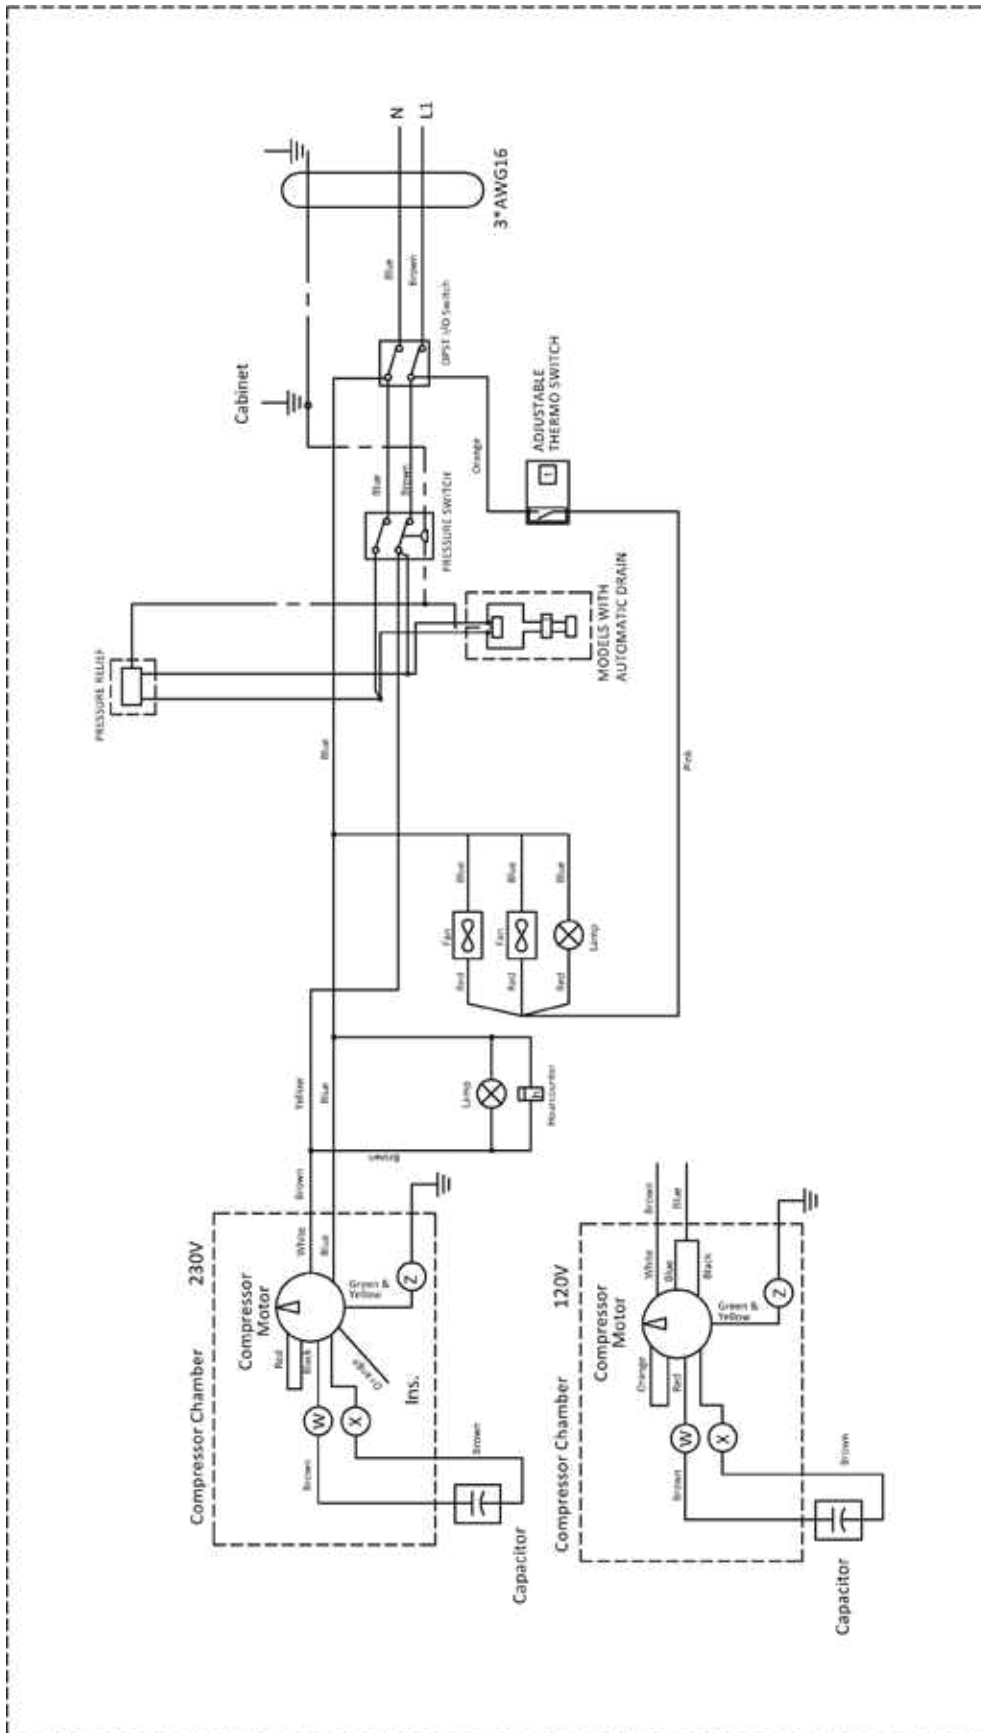 N
L1
3*AWG16
Blue
Brown
DPST I/O Switch
Cabinet
Orange
ADJUSTABLE
THERMO SWITCH
t
Blue
Brown
PRESSURE SWITCH
PRESSURE RELIEF
MODELS WITH
AUTOMATIC DRAIN
Blue
Pink
Blue
Blue
Blue
Fan
Fan
Lamp
Red
Red
Red
Yellow
Blue
Lamp
Hourcounter
h
Brown
Brown
230V
Compressor Chamber
White
Blue
Compressor
Motor
Green &
Yellow
Z
Red
Black
Orange
Ins.
W
X
Brown
Brown
Capacitor
Brown
Blue
120V
Compressor Chamber
White
Blue
Black
Compressor
Motor
Green &
Yellow
Z
Orange
Red
W
X
Brown
Brown
Capacitor